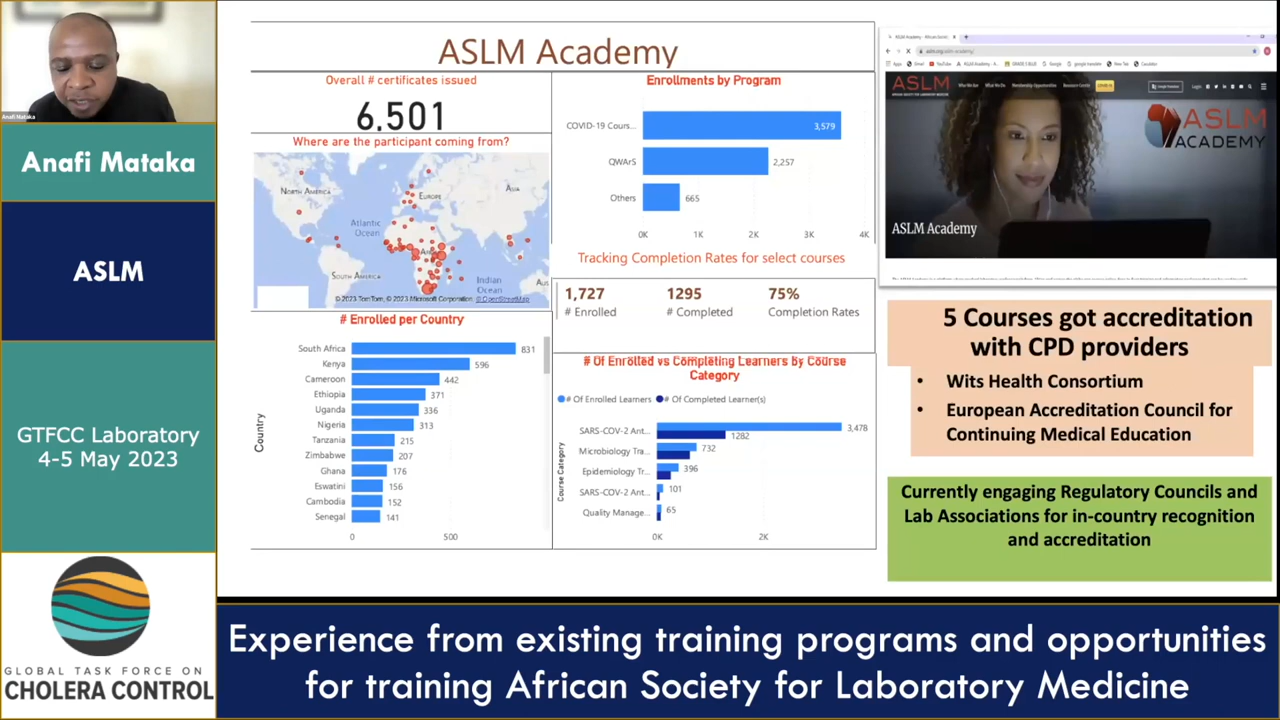 Anafi Mataka
Anafi Mataka
ASLM
GTFCC Laboratory
4-5 May 2023
GLOBAL TASK FORCE ON
CHOLERA CONTROL
ASLM Academy
Overall # certificates issued
6,501
Where are the participant coming from?
NORTH AMERICA
EUROPE
ASIA
Atlantic
Ocean
SOUTH AMERICA
Indian
Ocean
© 2023 TomTom, © 2023 Microsoft Corporation, © OpenStreetMap
# Enrolled per Country
Country
South Africa 831
Kenya 596
Cameroon 442
Ethiopia 371
Uganda 336
Nigeria 313
Tanzania 215
Zimbabwe 207
Ghana 176
Eswatini 156
Cambodia 152
Senegal 141
0 500
Enrollments by Program
COVID-19 Cours... 3,579
QWArS 2,257
Others 665
0K 1K 2K 3K 4K
Tracking Completion Rates for select courses
1,727 1295 75%
# Enrolled # Completed Completion Rates
# Of Enrolled vs Completing Learners by Course
Category
# Of Enrolled Learners # Of Completed Learner(s)
Course Category
SARS-COV-2 Ant... 3,478
1282
Microbiology Tra... 732
Epidemiology Tr... 396
SARS-COV-2 Ant... 101
Quality Manage... 65
0K 2K
ASLM
ASLM
ACADEMY
ASLM Academy
5 Courses got accreditation
with CPD providers
• Wits Health Consortium
• European Accreditation Council for
Continuing Medical Education
Currently engaging Regulatory Councils and
Lab Associations for in-country recognition
and accreditation
Experience from existing training programs and opportunities
for training African Society for Laboratory Medicine